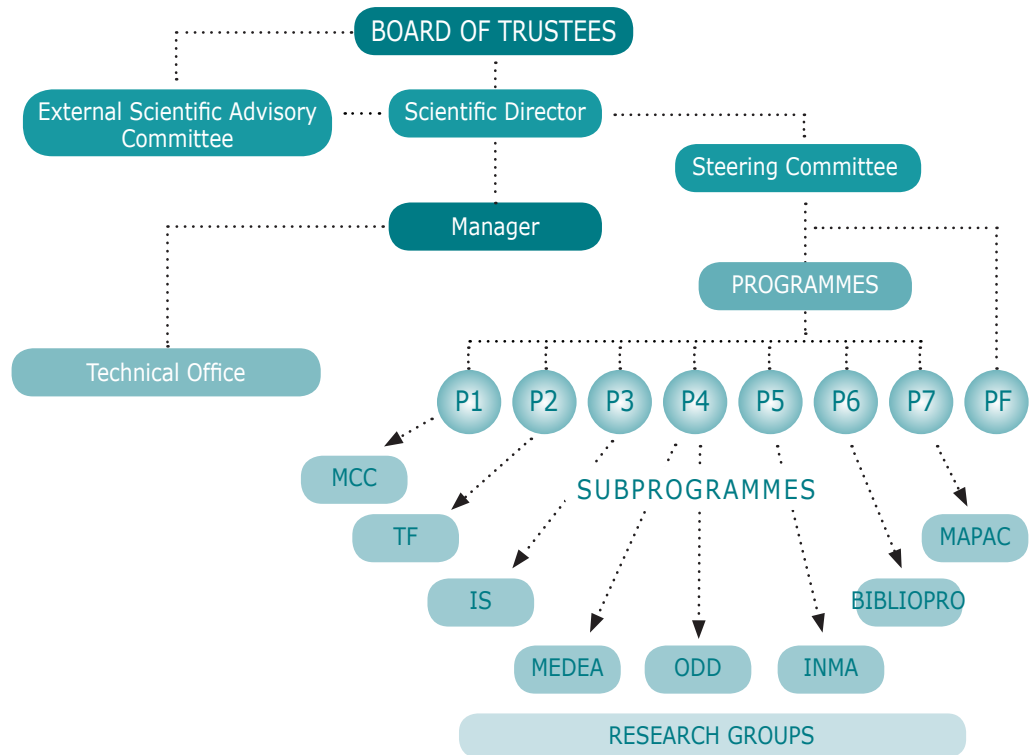 BOARD OF TRUSTEES
External Scientific Advisory
Committee
Scientific Director
Steering Committee
Manager
PROGRAMMES
Technical Office
P1
P2
P3
P4
P5
P6
P7
PF
MCC
SUBPROGRAMMES
TF
MAPAC
IS
BIBLIOPRO
MEDEA
ODD
INMA
RESEARCH GROUPS